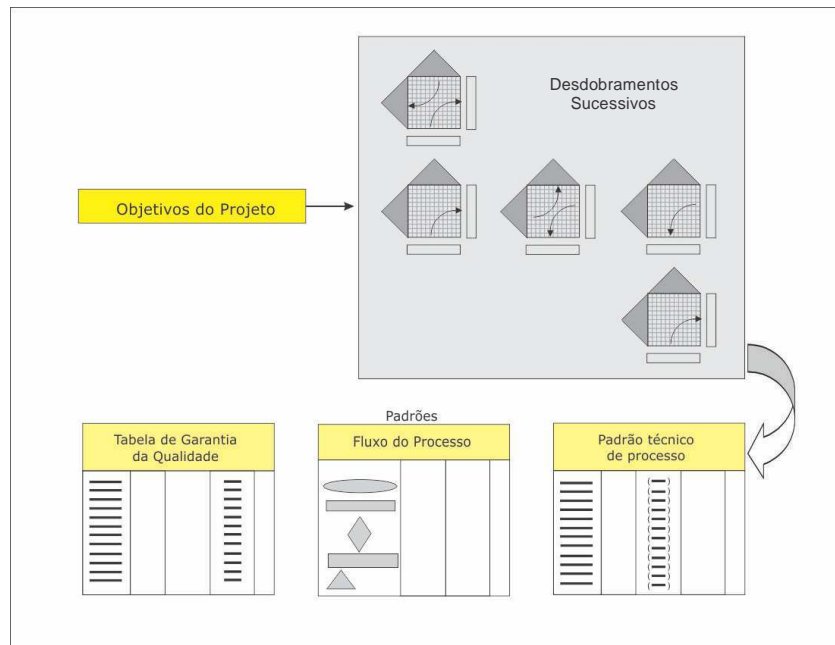 Desdobramentos
Sucessivos
Objetivos do Projeto
Padrões
Tabela de Garantia
da Qualidade
Fluxo do Processo
Padrão técnico
de processo